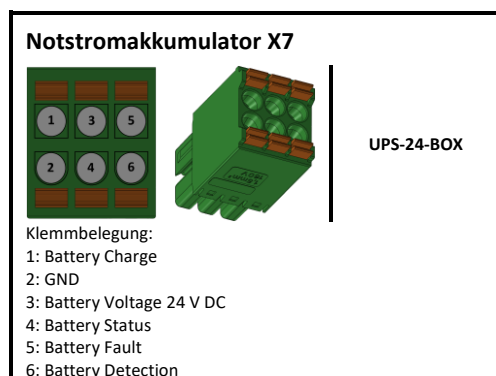 Notstromakkumulator X7
1 3 5
2 4 6
UPS-24-BOX
Klemmbelegung:
1: Battery Charge
2: GND
3: Battery Voltage 24 V DC
4: Battery Status
5: Battery Fault
6: Battery Detection